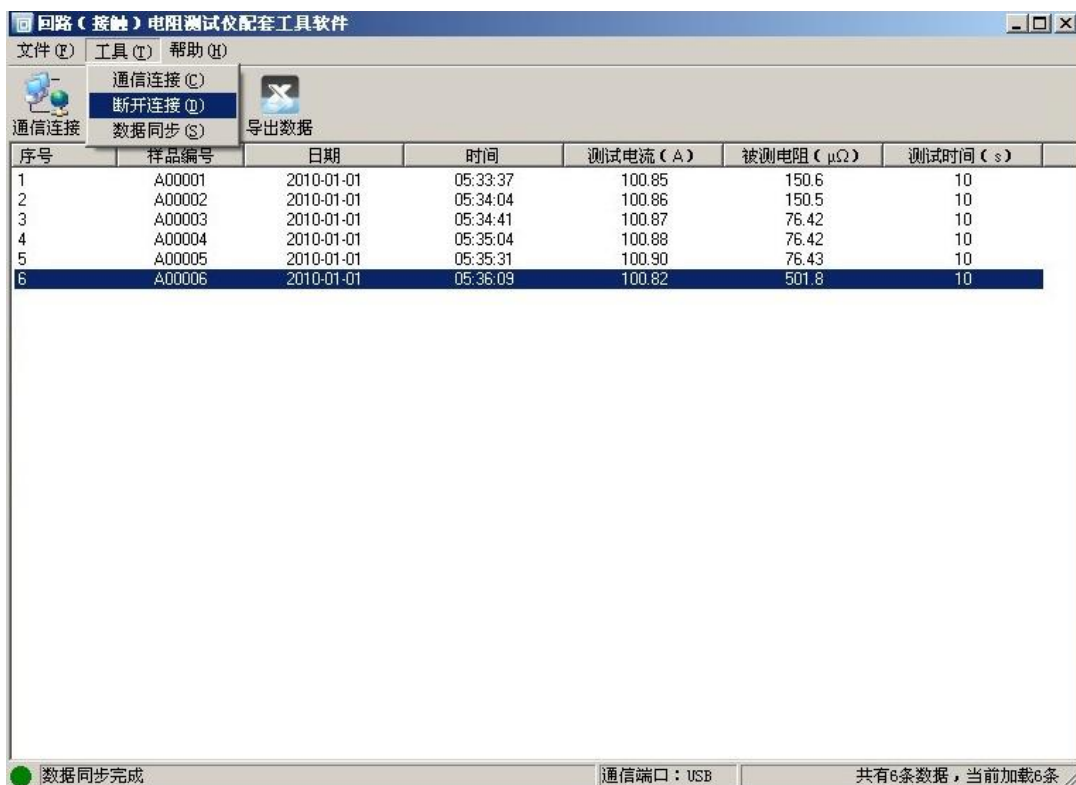 回路（接触）电阻测试仪配套工具软件
文件(F) 工具(T) 帮助(H)
通信连接(C)
断开连接(D)
数据同步(S)
通信连接 导出数据
序号 样品编号 日期 时间 测试电流(A) 被测电阻(μΩ) 测试时间(s)
1 A00001 2010-01-01 05:33:37 100.85 150.6 10
2 A00002 2010-01-01 05:34:04 100.86 150.5 10
3 A00003 2010-01-01 05:34:41 100.87 76.42 10
4 A00004 2010-01-01 05:35:04 100.88 76.42 10
5 A00005 2010-01-01 05:35:31 100.90 76.43 10
6 A00006 2010-01-01 05:36:09 100.82 501.8 10
数据同步完成 通信端口：USB 共有6条数据，当前加载6条